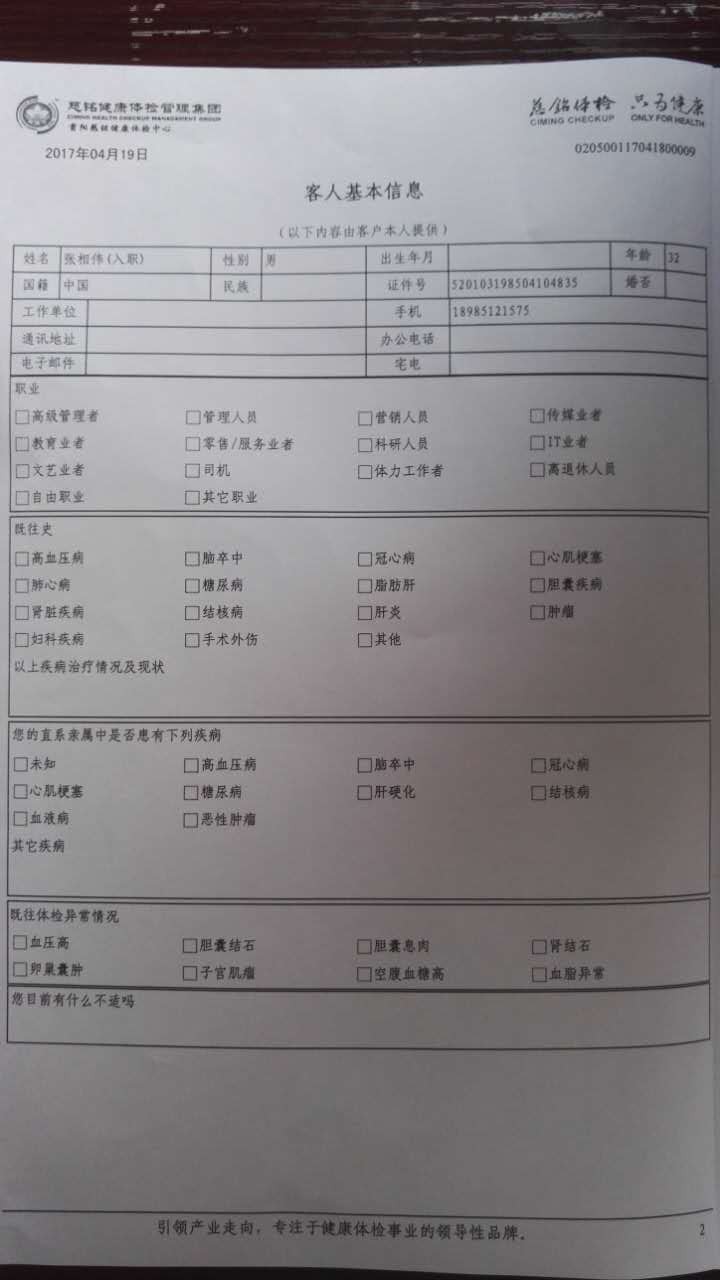 慈铭健康体检管理集团
CIMING HEALTH CHECKUP MANAGEMENT GROUP
贵阳慈铭健康体检中心
慈铭体检 只为健康
CIMING CHECKUP ONLY FOR HEALTH
2017年04月19日
020500117041800009
客人基本信息
(以下内容由客户本人提供)
姓名 张相伟(入职) 性别 男 出生年月 年龄 32
国籍 中国 民族 证件号 520103198504104835 婚否
工作单位 手机 18985121575
通讯地址 办公电话
电子邮件 宅电
职业
□高级管理者 □管理人员 □营销人员 □传媒业者
□教育业者 □零售/服务业者 □科研人员 □IT业者
□文艺业者 □司机 □体力工作者 □离退休人员
□自由职业 □其它职业
既往史
□高血压病 □脑卒中 □冠心病 □心肌梗塞
□肺心病 □糖尿病 □脂肪肝 □胆囊疾病
□肾脏疾病 □结核病 □肝炎 □肿瘤
□妇科疾病 □手术外伤 □其他
以上疾病治疗情况及现状
您的直系亲属中是否患有下列疾病
□未知 □高血压病 □脑卒中 □冠心病
□心肌梗塞 □糖尿病 □肝硬化 □结核病
□血液病 □恶性肿瘤
其它疾病
既往体检异常情况
□血压高 □胆囊结石 □胆囊息肉 □肾结石
□卵巢囊肿 □子宫肌瘤 □空腹血糖高 □血脂异常
您目前有什么不适吗
引领产业走向，专注于健康体检事业的领导性品牌.
2